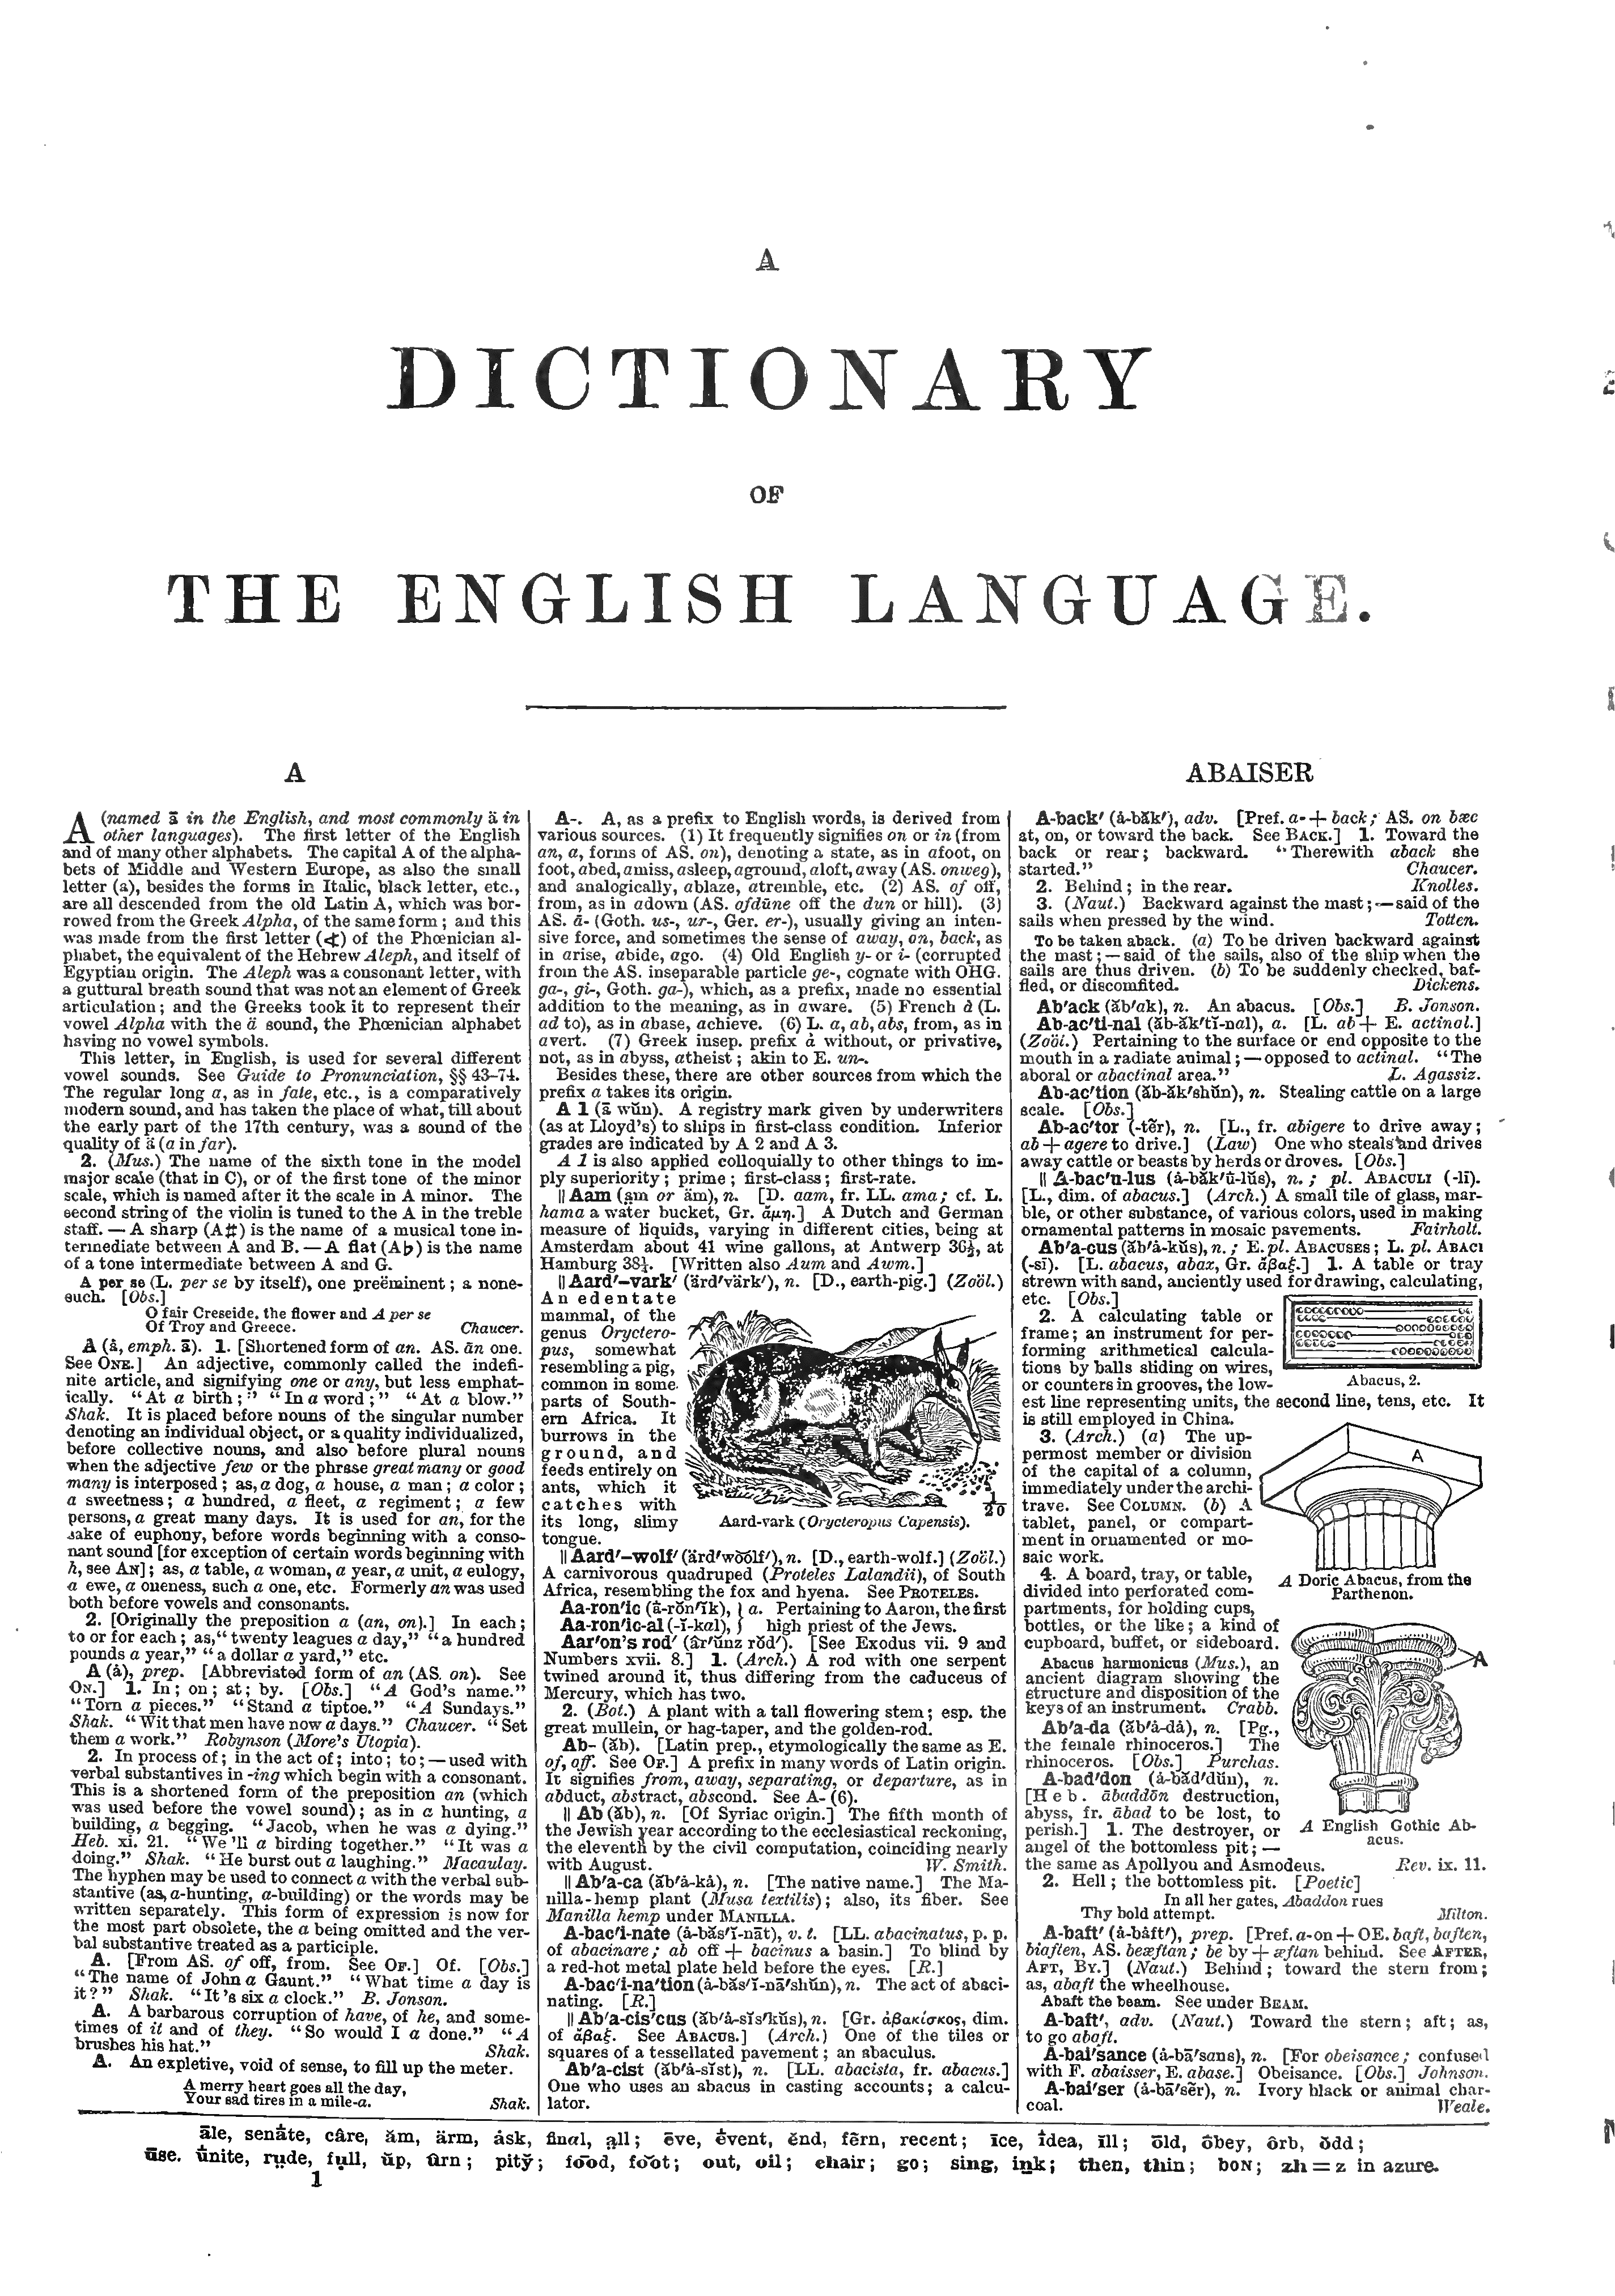 A
DICTIONARY
OF
THE ENGLISH LANGUAGE.
A
ABAISER
A (named ā in the English, and most commonly ä in
other languages). The first letter of the English
and of many other alphabets. The capital A of the alpha-
bets of Middle and Western Europe, as also the small
letter (a), besides the forms in Italic, black letter, etc.,
are all descended from the old Latin A, which was bor-
rowed from the Greek Alpha, of the same form; and this
was made from the first letter (∢) of the Phœnician al-
phabet, the equivalent of the Hebrew Aleph, and itself of
Egyptian origin. The Aleph was a consonant letter, with
a guttural breath sound that was not an element of Greek
articulation; and the Greeks took it to represent their
vowel Alpha with the ä sound, the Phœnician alphabet
having no vowel symbols.
This letter, in English, is used for several different
vowel sounds. See Guide to Pronunciation, §§ 43-74.
The regular long a, as in fate, etc., is a comparatively
modern sound, and has taken the place of what, till about
the early part of the 17th century, was a sound of the
quality of ä (a in far).
2. (Mus.) The name of the sixth tone in the model
major scale (that in C), or of the first tone of the minor
scale, which is named after it the scale in A minor. The
second string of the violin is tuned to the A in the treble
staff. — A sharp (A♯) is the name of a musical tone in-
termediate between A and B. — A flat (A♭) is the name
of a tone intermediate between A and G.
A per se (L. per se by itself), one preëminent; a none-
such. [Obs.]
O fair Creseide, the flower and A per se
Of Troy and Greece. Chaucer.
A (ȧ, emph. ā). 1. [Shortened form of an. AS. ān one.
See ONE.] An adjective, commonly called the indefi-
nite article, and signifying one or any, but less emphat-
ically. “At a birth;” “In a word;” “At a blow.”
Shak. It is placed before nouns of the singular number
denoting an individual object, or a quality individualized,
before collective nouns, and also before plural nouns
when the adjective few or the phrase great many or good
many is interposed; as, a dog, a house, a man; a color;
a sweetness; a hundred, a fleet, a regiment; a few
persons, a great many days. It is used for an, for the
sake of euphony, before words beginning with a conso-
nant sound [for exception of certain words beginning with
h, see AN]; as, a table, a woman, a year, a unit, a eulogy,
a ewe, a oneness, such a one, etc. Formerly an was used
both before vowels and consonants.
2. [Originally the preposition a (an, on).] In each;
to or for each; as, “twenty leagues a day,” “a hundred
pounds a year,” “a dollar a yard,” etc.
A (ȧ), prep. [Abbreviated form of an (AS. on). See
ON.] 1. In; on; at; by. [Obs.] “A God's name.”
“Torn a pieces.” “Stand a tiptoe.” “A Sundays.”
Shak. “Wit that men have now a days.” Chaucer. “Set
them a work.” Robynson (More's Utopia).
2. In process of; in the act of; into; to; — used with
verbal substantives in -ing which begin with a consonant.
This is a shortened form of the preposition an (which
was used before the vowel sound); as in a hunting, a
building, a begging. “Jacob, when he was a dying.”
Heb. xi. 21. “We'll a birding together.” “It was a
doing.” Shak. “He burst out a laughing.” Macaulay.
The hyphen may be used to connect a with the verbal sub-
stantive (as, a-hunting, a-building) or the words may be
written separately. This form of expression is now for
the most part obsolete, the a being omitted and the ver-
bal substantive treated as a participle.
A. [From AS. of off, from. See OF.] Of. [Obs.]
“The name of John a Gaunt.” “What time a day is
it?” Shak. “It's six a clock.” B. Jonson.
A. A barbarous corruption of have, of he, and some-
times of it and of they. “So would I a done.” “A
brushes his hat.” Shak.
A. An expletive, void of sense, to fill up the meter.
A merry heart goes all the day,
Your sad tires in a mile-a. Shak.
A-. A, as a prefix to English words, is derived from
various sources. (1) It frequently signifies on or in (from
an, a, forms of AS. on), denoting a state, as in afoot, on
foot, abed, amiss, asleep, aground, aloft, away (AS. onweg),
and analogically, ablaze, atremble, etc. (2) AS. of off,
from, as in adown (AS. ofdūne off the dun or hill). (3)
AS. ā- (Goth. us-, ur-, Ger. er-), usually giving an inten-
sive force, and sometimes the sense of away, on, back, as
in arise, abide, ago. (4) Old English y- or i- (corrupted
from the AS. inseparable particle ge-, cognate with OHG.
ga-, gi-, Goth. ga-), which, as a prefix, made no essential
addition to the meaning, as in aware. (5) French à (L.
ad to), as in abase, achieve. (6) L. a, ab, abs, from, as in
avert. (7) Greek insep. prefix ἀ without, or privative,
not, as in abyss, atheist; akin to E. un-.
Besides these, there are other sources from which the
prefix a takes its origin.
A 1 (ā wŭn). A registry mark given by underwriters
(as at Lloyd's) to ships in first-class condition. Inferior
grades are indicated by A 2 and A 3.
A 1 is also applied colloquially to other things to im-
ply superiority; prime; first-class; first-rate.
‖ Aam (a̤m or äm), n. [D. aam, fr. LL. ama; cf. L.
hama a water bucket, Gr. ἄμη.] A Dutch and German
measure of liquids, varying in different cities, being at
Amsterdam about 41 wine gallons, at Antwerp 36½, at
Hamburg 38¼. [Written also Aum and Awm.]
‖ Aard′-vark′ (ärd′värk′), n. [D., earth-pig.] (Zoöl.)
An edentate
mammal, of the
genus Oryctero-
pus, somewhat
resembling a pig,
common in some
parts of South-
ern Africa. It
burrows in the
ground, and
feeds entirely on
ants, which it
catches with
its long, slimy
tongue.
1/20
Aard-vark (Orycteropus Capensis).
‖ Aard′-wolf′ (ärd′wo͝olf′), n. [D., earth-wolf.] (Zoöl.)
A carnivorous quadruped (Proteles Lalandii), of South
Africa, resembling the fox and hyena. See PROTELES.
Aa-ron′ic (â-rŏn′ĭk), } a. Pertaining to Aaron, the first
Aa-ron′ic-al (-ĭ-kal), } high priest of the Jews.
Aar′on's rod′ (âr′ŭnz rŏd′). [See Exodus vii. 9 and
Numbers xvii. 8.] 1. (Arch.) A rod with one serpent
twined around it, thus differing from the caduceus of
Mercury, which has two.
2. (Bot.) A plant with a tall flowering stem; esp. the
great mullein, or hag-taper, and the golden-rod.
Ab- (ăb). [Latin prep., etymologically the same as E.
of, off. See OF.] A prefix in many words of Latin origin.
It signifies from, away, separating, or departure, as in
abduct, abstract, abscond. See A- (6).
‖ Ab (ăb), n. [Of Syriac origin.] The fifth month of
the Jewish year according to the ecclesiastical reckoning,
the eleventh by the civil computation, coinciding nearly
with August. W. Smith.
‖ Ab′a-ca (ăb′ȧ-kȧ), n. [The native name.] The Ma-
nilla-hemp plant (Musa textilis); also, its fiber. See
Manilla hemp under MANILLA.
A-bac′i-nate (ȧ-băs′ĭ-nāt), v. t. [LL. abacinatus, p. p.
of abacinare; ab off + bacinus a basin.] To blind by
a red-hot metal plate held before the eyes. [R.]
A-bac′i-na′tion (ȧ-băs′ĭ-nā′shŭn), n. The act of abaci-
nating. [R.]
‖ Ab′a-cis′cus (ăb′ȧ-sĭs′kŭs), n. [Gr. ἀβακίσκος, dim.
of ἄβαξ. See ABACUS.] (Arch.) One of the tiles or
squares of a tessellated pavement; an abaculus.
Ab′a-cist (ăb′ȧ-sĭst), n. [LL. abacista, fr. abacus.]
One who uses an abacus in casting accounts; a calcu-
lator.
A-back′ (ȧ-băk′), adv. [Pref. a- + back; AS. on bæc
at, on, or toward the back. See BACK.] 1. Toward the
back or rear; backward. “Therewith aback she
started.” Chaucer.
2. Behind; in the rear. Knolles.
3. (Naut.) Backward against the mast; — said of the
sails when pressed by the wind. Totten.
To be taken aback. (a) To be driven backward against
the mast; — said of the sails, also of the ship when the
sails are thus driven. (b) To be suddenly checked, baf-
fled, or discomfited. Dickens.
Ab′ack (ăb′ak), n. An abacus. [Obs.] B. Jonson.
Ab-ac′ti-nal (ăb-ăk′tĭ-nal), a. [L. ab + E. actinol.]
(Zoöl.) Pertaining to the surface or end opposite to the
mouth in a radiate animal; — opposed to actinal. “The
aboral or abactinal area.” L. Agassiz.
Ab-ac′tion (ăb-ăk′shŭn), n. Stealing cattle on a large
scale. [Obs.]
Ab-ac′tor (-tẽr), n. [L., fr. abigere to drive away;
ab + agere to drive.] (Law) One who steals and drives
away cattle or beasts by herds or droves. [Obs.]
‖ A-bac′u-lus (ȧ-băk′û-lŭs), n.; pl. ABACULI (-lī).
[L., dim. of abacus.] (Arch.) A small tile of glass, mar-
ble, or other substance, of various colors, used in making
ornamental patterns in mosaic pavements. Fairholt.
Ab′a-cus (ăb′ȧ-kŭs), n.; E. pl. ABACUSES; L. pl. ABACI
(-sī). [L. abacus, abax, Gr. ἄβαξ.] 1. A table or tray
strewn with sand, anciently used for drawing, calculating,
etc. [Obs.]
2. A calculating table or
frame; an instrument for per-
forming arithmetical calcula-
tions by balls sliding on wires,
or counters in grooves, the low-
Abacus, 2.
est line representing units, the second line, tens, etc. It
is still employed in China.
3. (Arch.) (a) The up-
permost member or division
of the capital of a column,
immediately under the archi-
trave. See COLUMN. (b) A
tablet, panel, or compart-
ment in ornamented or mo-
saic work.
A
A Doric Abacus, from the
Parthenon.
4. A board, tray, or table,
divided into perforated com-
partments, for holding cups,
bottles, or the like; a kind of
cupboard, buffet, or sideboard.
Abacus harmonicus (Mus.), an
ancient diagram showing the
structure and disposition of the
keys of an instrument. Crabb.
Ab′a-da (ăb′ȧ-dȧ), n. [Pg.,
the female rhinoceros.] The
rhinoceros. [Obs.] Purchas.
A-bad′don (ȧ-băd′dŭn), n.
[Heb. ābaddōn destruction,
abyss, fr. ābad to be lost, to
perish.] 1. The destroyer, or
angel of the bottomless pit; —
A
A English Gothic Ab-
acus.
the same as Apollyou and Asmodeus. Rev. ix. 11.
2. Hell; the bottomless pit. [Poetic]
In all her gates, Abaddon rues
Thy bold attempt. Milton.
A-baft′ (ȧ-bȧft′), prep. [Pref. a-on + OE. baft, baften,
biaften, AS. beæftan; be by + æftan behind. See AFTER,
AFT, BY.] (Naut.) Behind; toward the stern from;
as, abaft the wheelhouse.
Abaft the beam. See under BEAM.
A-baft′, adv. (Naut.) Toward the stern; aft; as,
to go abaft.
A-bai′sance (ȧ-bā′sans), n. [For obeisance; confused
with F. abaisser, E. abase.] Obeisance. [Obs.] Johnson.
A-bai′ser (ȧ-bā′sẽr), n. Ivory black or animal char-
coal. Weale.
āle, senâte, câre, ăm, ärm, ȧsk, final, a̤ll; ēve, êvent, ĕnd, fẽrn, recent; īce, îdea, ĭll; ōld, ôbey, ôrb, ŏdd;
ūse, ûnite, rṳde, fṳll, ŭp, ûrn; pitў; fo͞od, fo͝ot; out, oil; chair; go; sing, iṉk; then, thin; boN; zh = z in azure.
1